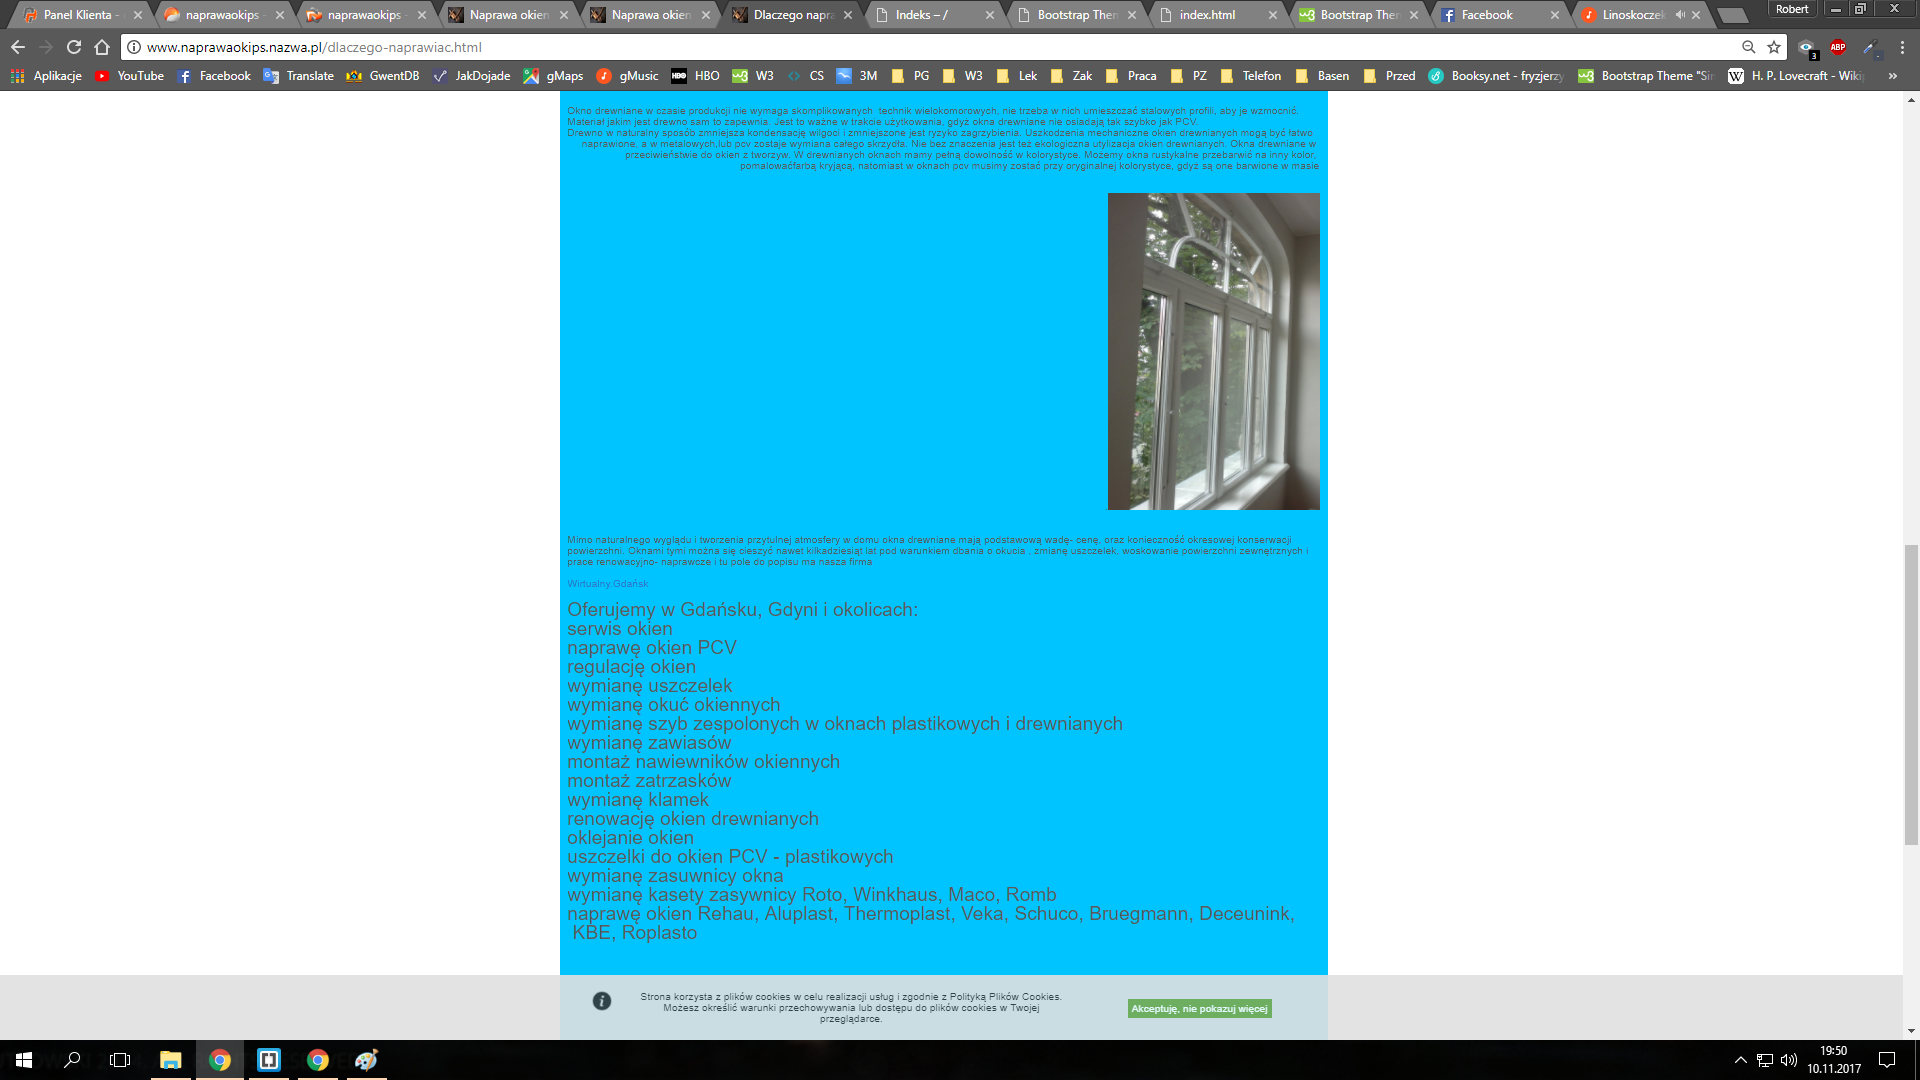 Panel Klienta -
naprawaokips -
naprawaokips -
Naprawa okien
Naprawa okien
Dlaczego napra
Indeks – /
Bootstrap Then
index.html
Bootstrap Then
Facebook
Linoskoczek
Robert
www.naprawaokips.nazwa.pl/dlaczego-naprawiac.html
ABP
3
Aplikacje
YouTube
Facebook
Translate
GwentDB
JakDojade
gMaps
gMusic
HBO
W3
CS
3M
PG
W3
Lek
Zak
Praca
PZ
Telefon
Basen
Przed
Booksy.net - fryzjerzy
Bootstrap Theme "Sim
H. P. Lovecraft - Wikip
Okno drewniane w czasie produkcji nie wymaga skomplikowanych technik wielokomorowych, nie trzeba w nich umieszczać stalowych profili, aby je wzmocnić.
Materiał jakim jest drewno sam to zapewnia. Jest to ważne w trakcie użytkowania, gdyż okna drewniane nie osiadają tak szybko jak PCV.
Drewno w naturalny sposób zmniejsza kondensację wilgoci i zmniejszone jest ryzyko zagrzybienia. Uszkodzenia mechaniczne okien drewnianych mogą być łatwo
naprawione, a w metalowych,lub pcv zostaje wymiana całego skrzydła. Nie bez znaczenia jest też ekologiczna utylizacja okien drewnianych. Okna drewniane w
przeciwieństwie do okien z tworzyw. W drewnianych oknach mamy pełną dowolność w kolorystyce. Możemy okna rustykalne przebarwić na inny kolor,
pomalowaćfarbą kryjącą, natomiast w oknach pcv musimy zostać przy oryginalnej kolorystyce, gdyż są one barwione w masie
Mimo naturalnego wyglądu i tworzenia przytulnej atmosfery w domu okna drewniane mają podstawową wadę- cenę, oraz konieczność okresowej konserwacji
powierzchni. Oknami tymi można się cieszyć nawet kilkadziesiąt lat pod warunkiem dbania o okucia , zmianę uszczelek, woskowanie powierzchni zewnętrznych i
prace renowacyjno- naprawcze i tu pole do popisu ma nasza firma
Wirtualny.Gdańsk
Oferujemy w Gdańsku, Gdyni i okolicach:
serwis okien
naprawę okien PCV
regulację okien
wymianę uszczelek
wymianę okuć okiennych
wymianę szyb zespolonych w oknach plastikowych i drewnianych
wymianę zawiasów
montaż nawiewników okiennych
montaż zatrzasków
wymianę klamek
renowację okien drewnianych
oklejanie okien
uszczelki do okien PCV - plastikowych
wymianę zasuwnicy okna
wymianę kasety zasywnicy Roto, Winkhaus, Maco, Romb
naprawę okien Rehau, Aluplast, Thermoplast, Veka, Schuco, Bruegmann, Deceunink,
KBE, Roplasto
Strona korzysta z plików cookies w celu realizacji usług i zgodnie z Polityką Plików Cookies.
Możesz określić warunki przechowywania lub dostępu do plików cookies w Twojej
przeglądarce.
Akceptuję, nie pokazuj więcej
19:50
10.11.2017